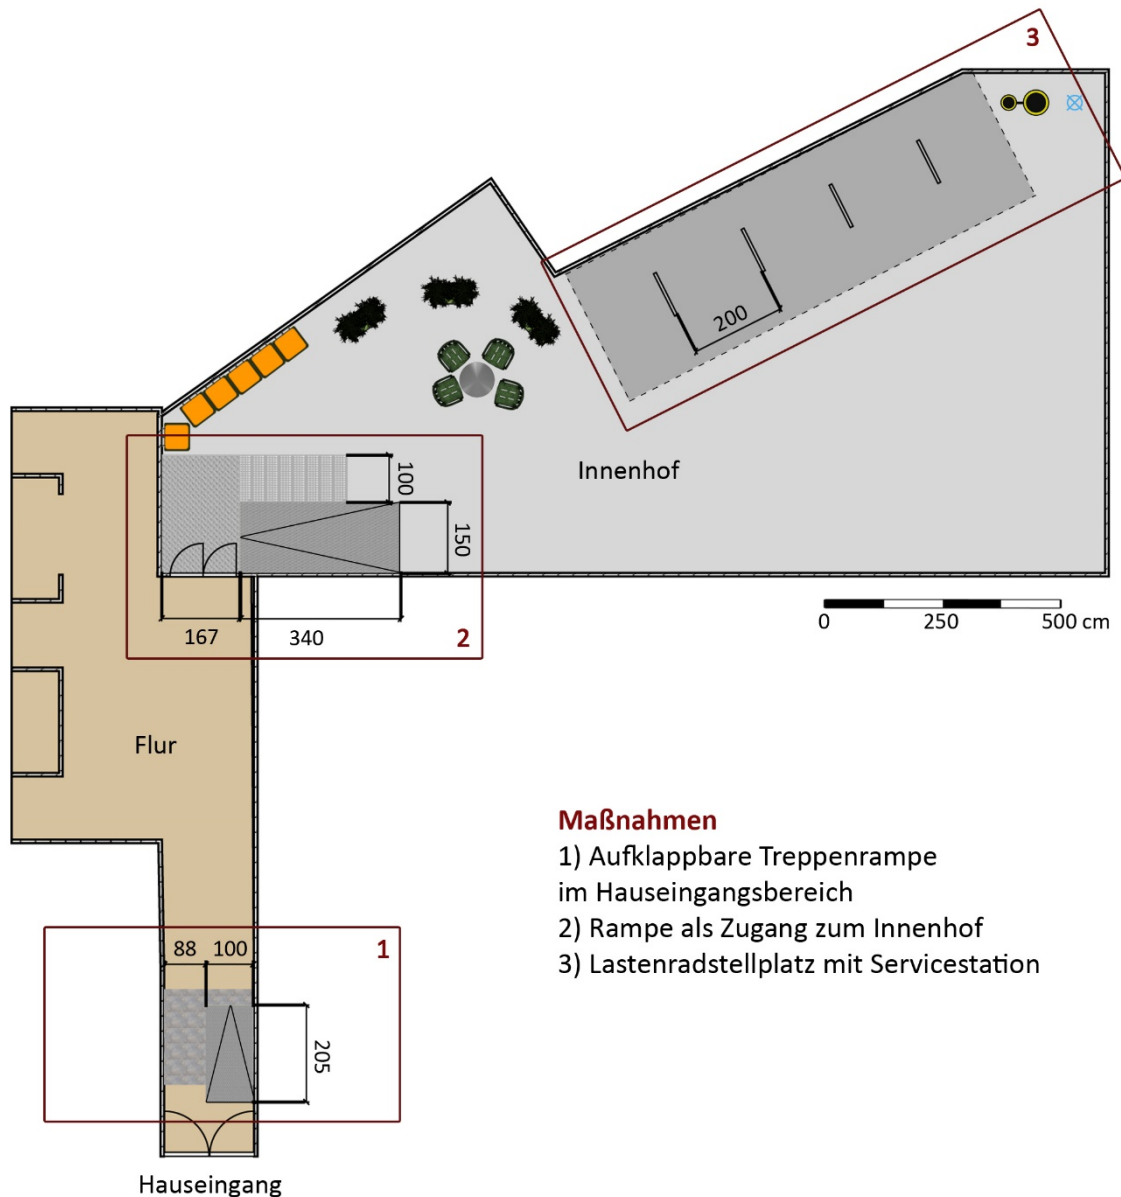 3
200
Innenhof
100
150
167
340
2
0
250
500 cm
Flur
Maßnahmen
1) Aufklappbare Treppenrampe
im Hauseingangsbereich
2) Rampe als Zugang zum Innenhof
3) Lastenradstellplatz mit Servicestation
88
100
1
205
Hauseingang